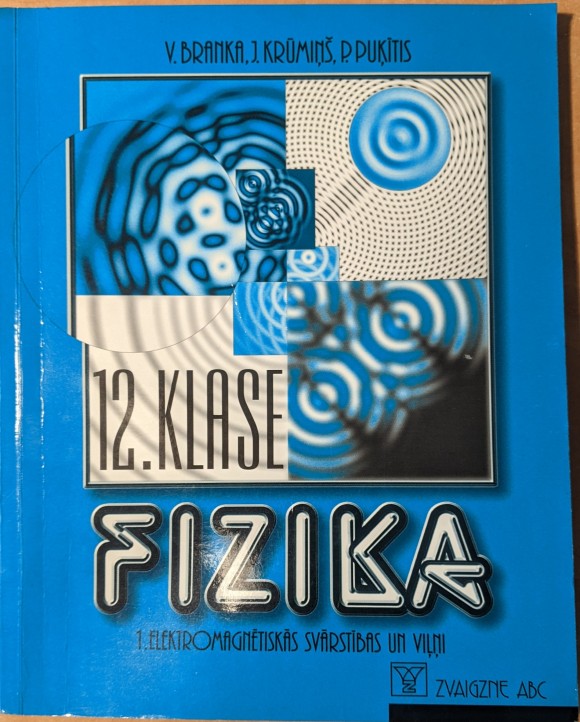 V. BRANKA, J. KRŪMIŅŠ, P. PUĶĪTIS
12. KLASE
FIZIKA
1. ELEKTROMAGNĒTISKĀS SVĀRSTĪBAS UN VIĻŅI
ZVAIGZNE ABC